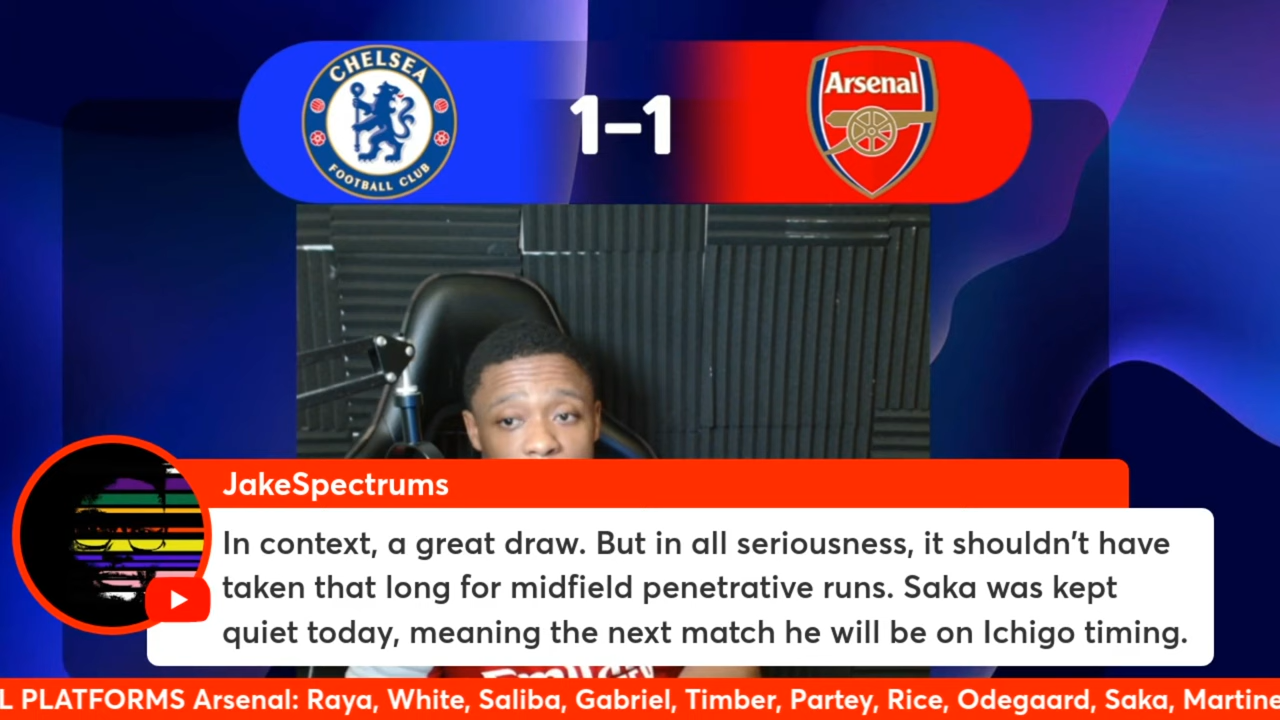 CHELSEA
FOOTBALL CLUB
1–1
Arsenal
JakeSpectrums
In context, a great draw. But in all seriousness, it shouldn't have
taken that long for midfield penetrative runs. Saka was kept
quiet today, meaning the next match he will be on Ichigo timing.
L PLATFORMS Arsenal: Raya, White, Saliba, Gabriel, Timber, Partey, Rice, Odegaard, Saka, Martine